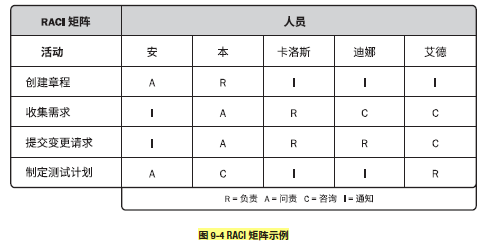 RACI 矩阵 人员
活动 安 本 卡洛斯 迪娜 艾德
创建章程 A R I I I
收集需求 I A R C C
提交变更请求 I A R R C
制定测试计划 A C I I R
R = 负责 A = 问责 C = 咨询 I = 通知
图 9-4 RACI 矩阵示例